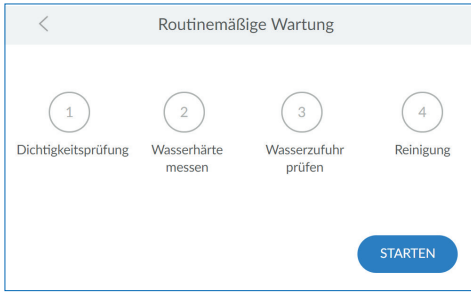 Routinemäßige Wartung
1
2
3
4
Dichtigkeitsprüfung
Wasserhärte
messen
Wasserzufuhr
prüfen
Reinigung
STARTEN